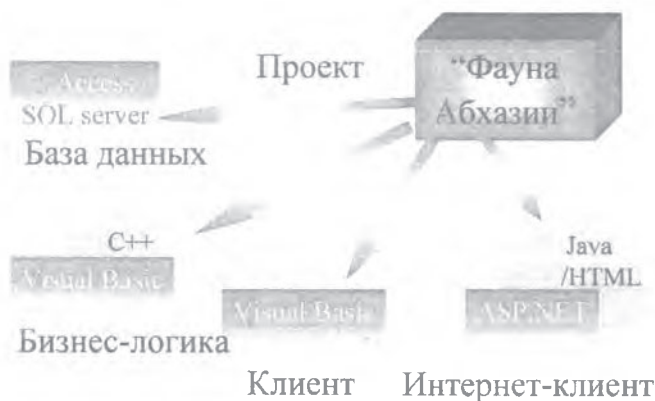 Проект
“Фауна
Абхазии”
Access
SQL server
База данных
C++
Visual Basic
Бизнес-логика
Visual Basic
Клиент
Java
/HTML
ASP.NET
Интернет-клиент